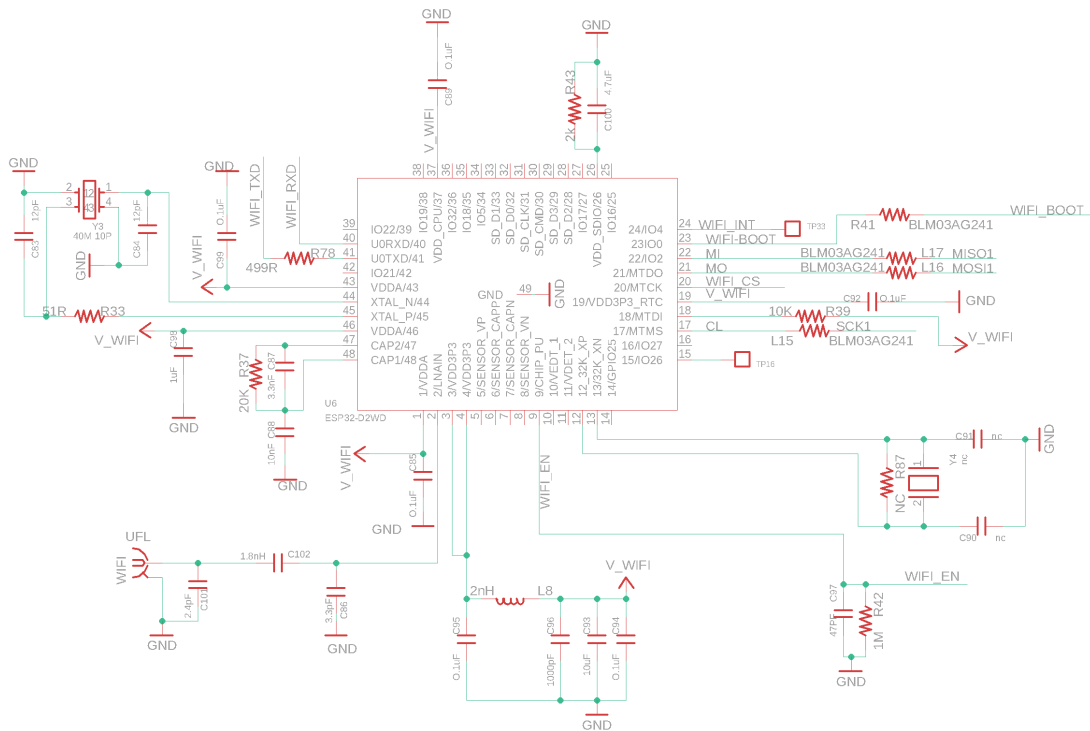 GND
GND
0.1uF
C89
V_WIFI
R43
2k
4.7uF
C100
GND
GND
2
1
3
4
12
43
Y3
40M 10P
12pF
C83
12pF
C84
GND
0.1uF
C99
V_WIFI
WIFI_TXD
WIFI_RXD
499R
R78
51R
R33
V_WIFI
C98
1uF
GND
20K
R37
C87
3.3nF
C88
10nF
GND
38
37
36
35
34
33
32
31
30
29
28
27
26
25
IO19/38
VDD_CPU/37
IO32/36
IO18/35
IO5/34
SD_D1/33
SD_D0/32
SD_CLK/31
SD_CMD/30
SD_D3/29
SD_D2/28
IO17/27
VDD_SDIO/26
IO16/25
39 IO22/39
40 U0RXD/40
41 U0TXD/41
42 IO21/42
43 VDDA/43
44 XTAL_N/44
45 XTAL_P/45
46 VDDA/46
47 CAP2/47
48 CAP1/48
GND 49 GND
24/IO4 24 WIFI_INT TP33
23IO0 23 WIFI-BOOT
R41 BLM03AG241 WIFI_BOOT
22/IO2 22 MI BLM03AG241 L17 MISO1
21/MTDO 21 MO BLM03AG241 L16 MOSI1
20/MTCK 20 WIFI_CS
19/VDD3P3_RTC 19 V_WIFI
C92 0.1uF GND
18/MTDI 18 10K R39
V_WIFI
17/MTMS 17 CL L15 SCK1
BLM03AG241
16/IO27 16
15/IO26 15 TP16
1/VDDA
2/LNAIN
3/VDD3P3
4/VDD3P3
5/SENSOR_VP
6/SENSOR_CAPP
7/SENSOR_CAPN
8/SENSOR_VN
9/CHIP_PU
10/VEDT_1
11/VDET_2
12_32K_XP
13/32K_XN
14/GPIO25
1
2
3
4
5
6
7
8
9
10
11
12
13
14
U6
ESP32-D2WD
V_WIFI
C85
0.1uF
GND
WIFI_EN
UFL
WIFI
2.4pF
C101
GND
1.8nH
C102
3.3pF
C86
GND
2nH
L8
V_WIFI
C95
0.1uF
C96
1000pF
C93
10uF
C94
0.1uF
GND
C91
nc
GND
R87
NC
1
2
Y4
nc
C90
nc
WIFI_EN
C97
47PF
R42
1M
GND